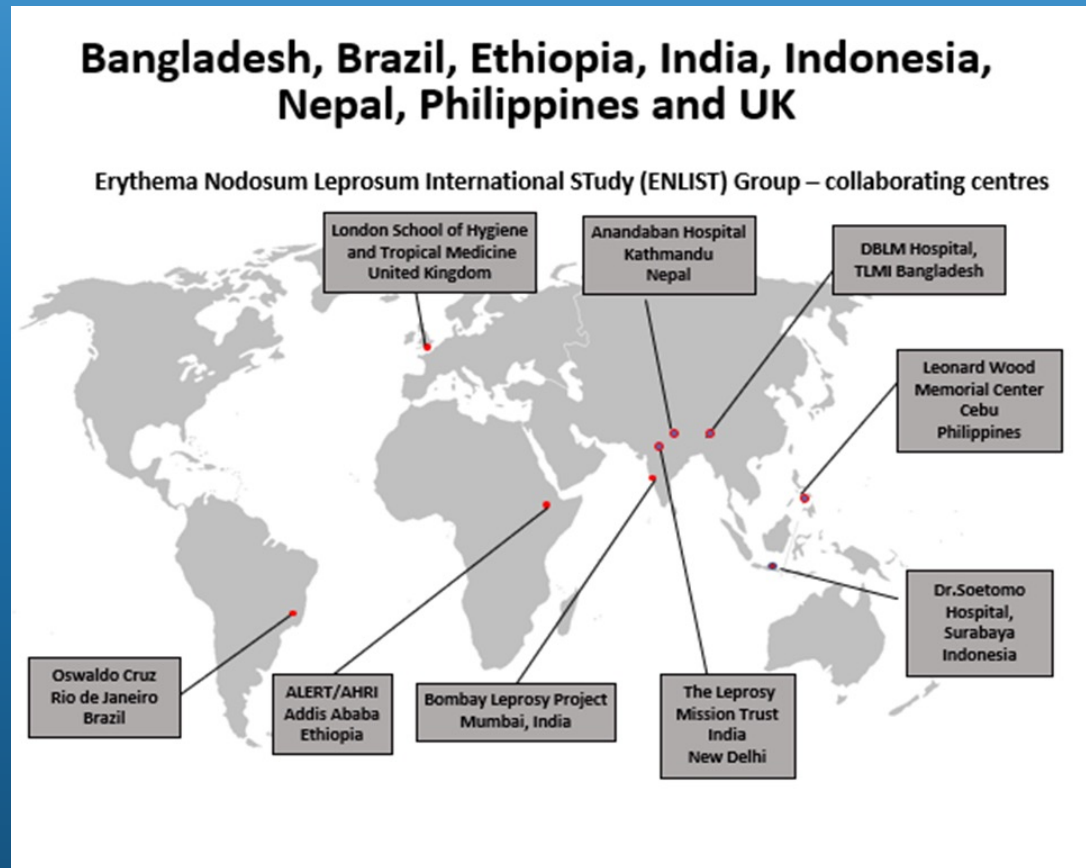 Bangladesh, Brazil, Ethiopia, India, Indonesia,
Nepal, Philippines and UK
Erythema Nodosum Leprosum International STudy (ENLIST) Group – collaborating centres
London School of Hygiene
and Tropical Medicine
United Kingdom
Anandaban Hospital
Kathmandu
Nepal
DBLM Hospital,
TLMI Bangladesh
Leonard Wood
Memorial Center
Cebu
Philippines
Dr.Soetomo
Hospital,
Surabaya
Indonesia
Oswaldo Cruz
Rio de Janeiro
Brazil
ALERT/AHRI
Addis Ababa
Ethiopia
Bombay Leprosy Project
Mumbai, India
The Leprosy
Mission Trust
India
New Delhi